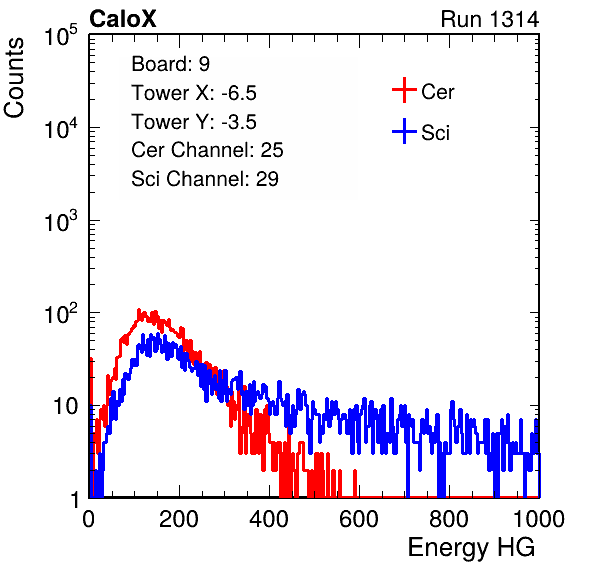 CaloX Run 1314
Counts
Board: 9
Tower X: -6.5
Tower Y: -3.5
Cer Channel: 25
Sci Channel: 29
Cer
Sci
10^5
10^4
10^3
10^2
10
1
0 200 400 600 800 1000
Energy HG